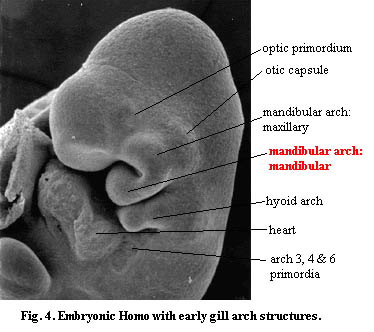 optic primordium
otic capsule
mandibular arch:
maxillary
mandibular arch:
mandibular
hyoid arch
heart
arch 3, 4 & 6
primordia
Fig. 4. Embryonic Homo with early gill arch structures.